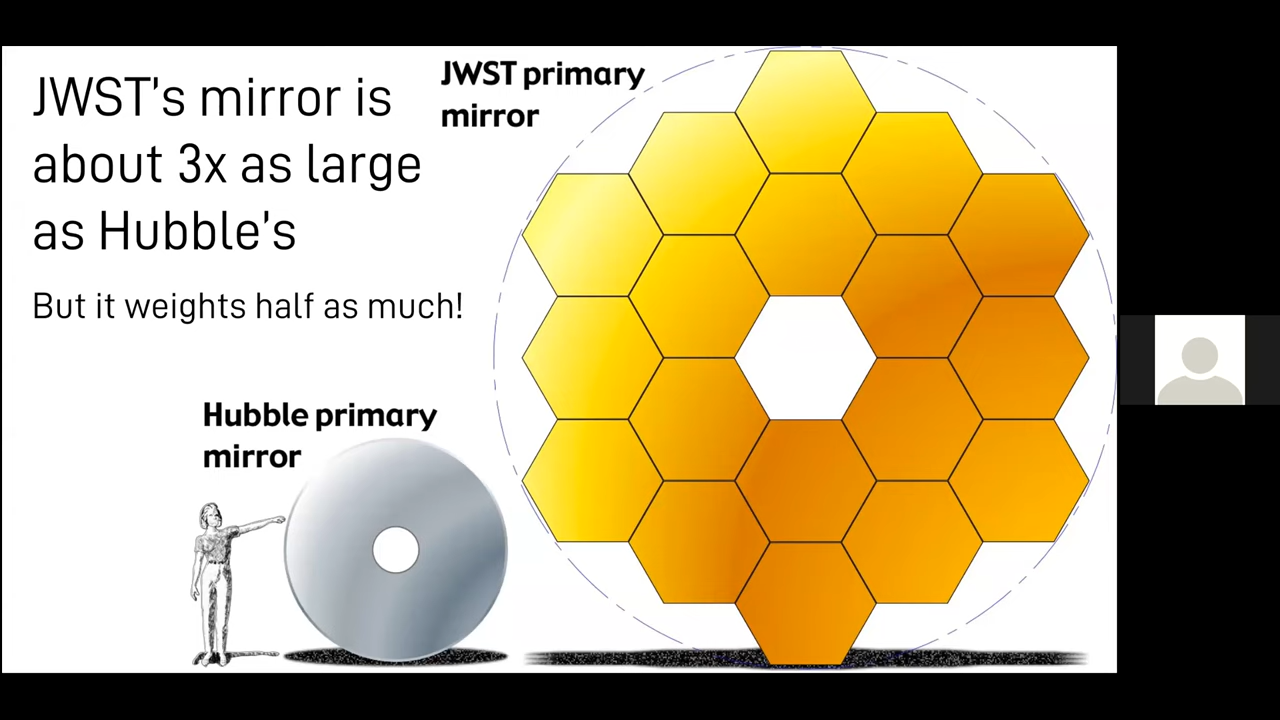 JWST's mirror is
about 3x as large
as Hubble's
But it weights half as much!
JWST primary
mirror
Hubble primary
mirror